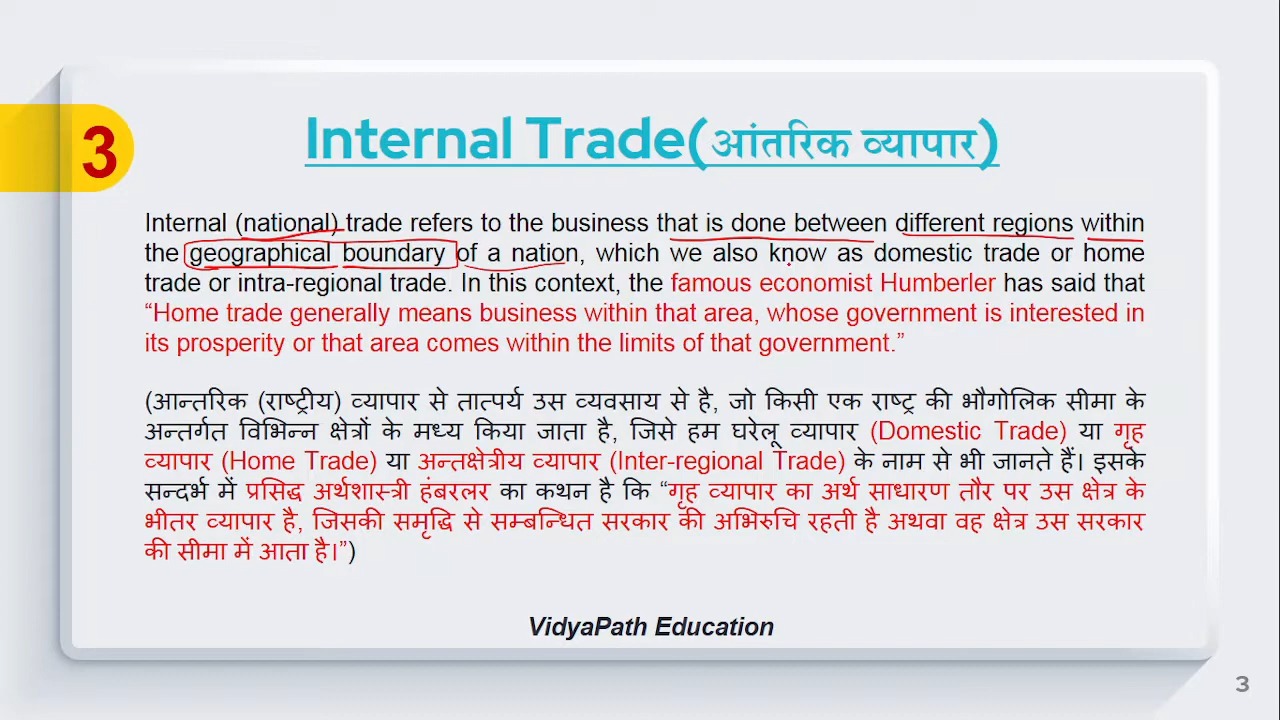 3
Internal Trade(आंतरिक व्यापार)
Internal (national) trade refers to the business that is done between different regions within
the geographical boundary of a nation, which we also know as domestic trade or home
trade or intra-regional trade. In this context, the famous economist Humberler has said that
“Home trade generally means business within that area, whose government is interested in
its prosperity or that area comes within the limits of that government.”
(आन्तरिक (राष्ट्रीय) व्यापार से तात्पर्य उस व्यवसाय से है, जो किसी एक राष्ट्र की भौगोलिक सीमा के
अन्तर्गत विभिन्न क्षेत्रों के मध्य किया जाता है, जिसे हम घरेलू व्यापार (Domestic Trade) या गृह
व्यापार (Home Trade) या अन्तक्षेत्रीय व्यापार (Inter-regional Trade) के नाम से भी जानते हैं। इसके
सन्दर्भ में प्रसिद्ध अर्थशास्त्री हंबरलर का कथन है कि “गृह व्यापार का अर्थ साधारण तौर पर उस क्षेत्र के
भीतर व्यापार है, जिसकी समृद्धि से सम्बन्धित सरकार की अभिरुचि रहती है अथवा वह क्षेत्र उस सरकार
की सीमा में आता है।”)
VidyaPath Education
3